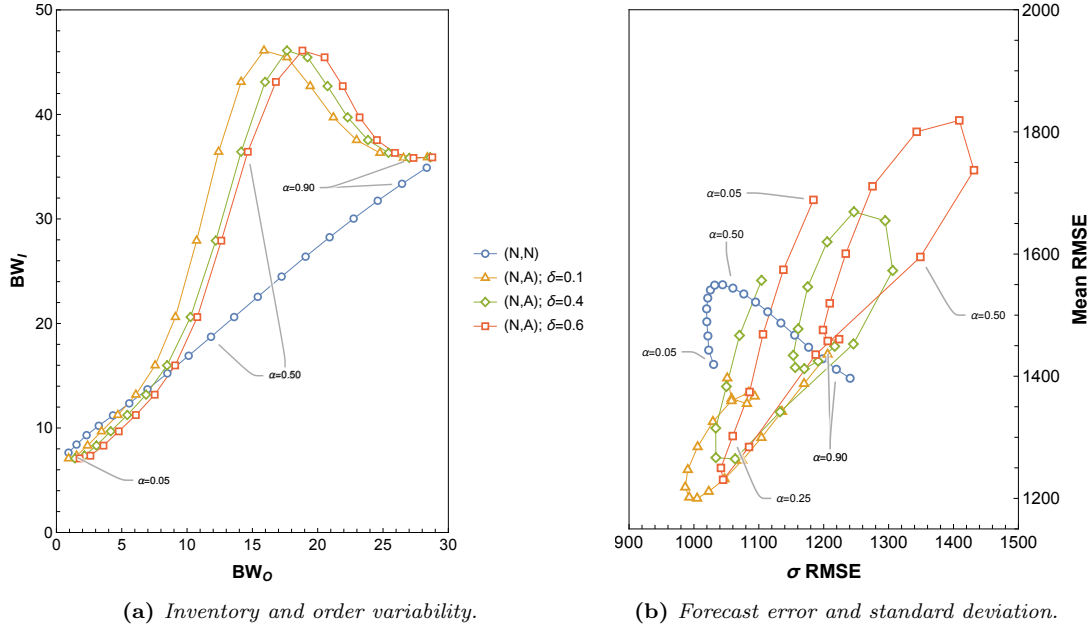 50
40
30
20
10
0
0
5
10
15
20
25
30
BW_I
BW_O
α=0.90
α=0.50
α=0.05
(N,N)
(N,A); δ=0.1
(N,A); δ=0.4
(N,A); δ=0.6
2000
1800
1600
1400
1200
900
1000
1100
1200
1300
1400
1500
Mean RMSE
σ RMSE
α=0.05
α=0.50
α=0.05
α=0.50
α=0.90
α=0.25
(a) Inventory and order variability.
(b) Forecast error and standard deviation.